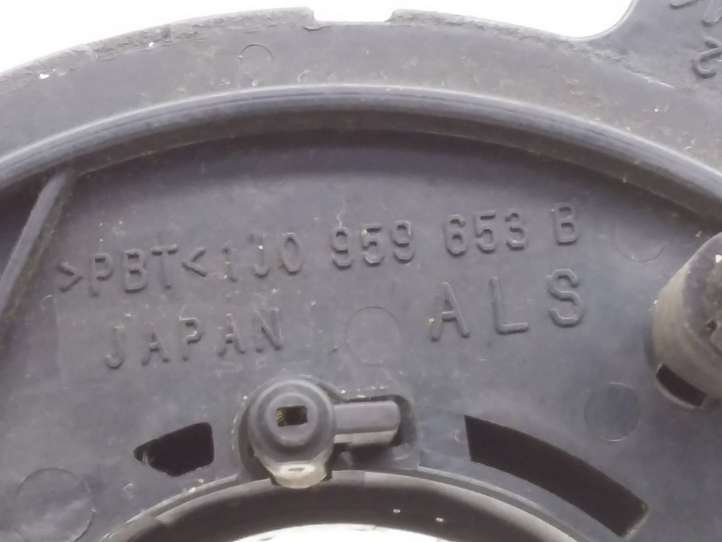 >PBT< 1J0 959 653 B
JAPAN ALS